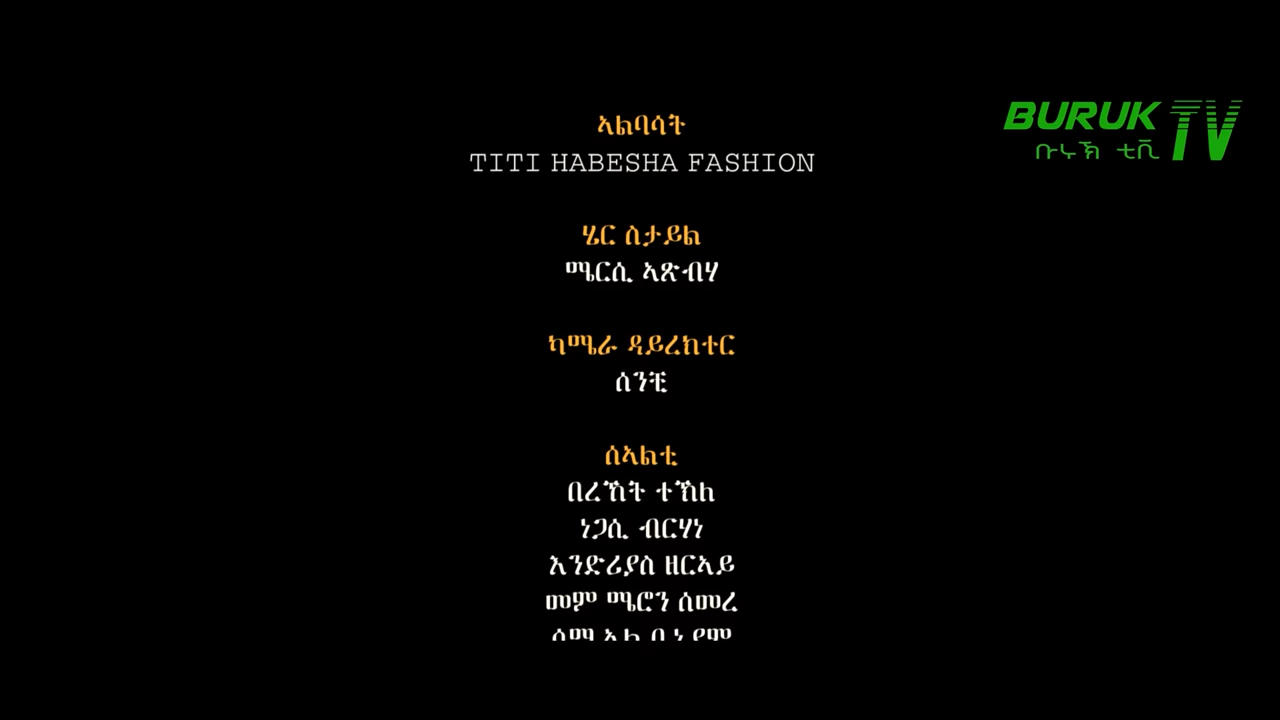 ኣልባሳት
TITI HABESHA FASHION
BURUK TV
ቡሩኽ ቲቪ
ሄር ስታይል
ሜርሲ ኣጽብሃ
ካሜራ ዳይረክተር
ሰንቺ
ሰኣልቲ
በረኸት ተኸለ
ነጋሲ ብርሃነ
እንድሪያስ ዘርኣይ
መም ሜሮን ሰመረ